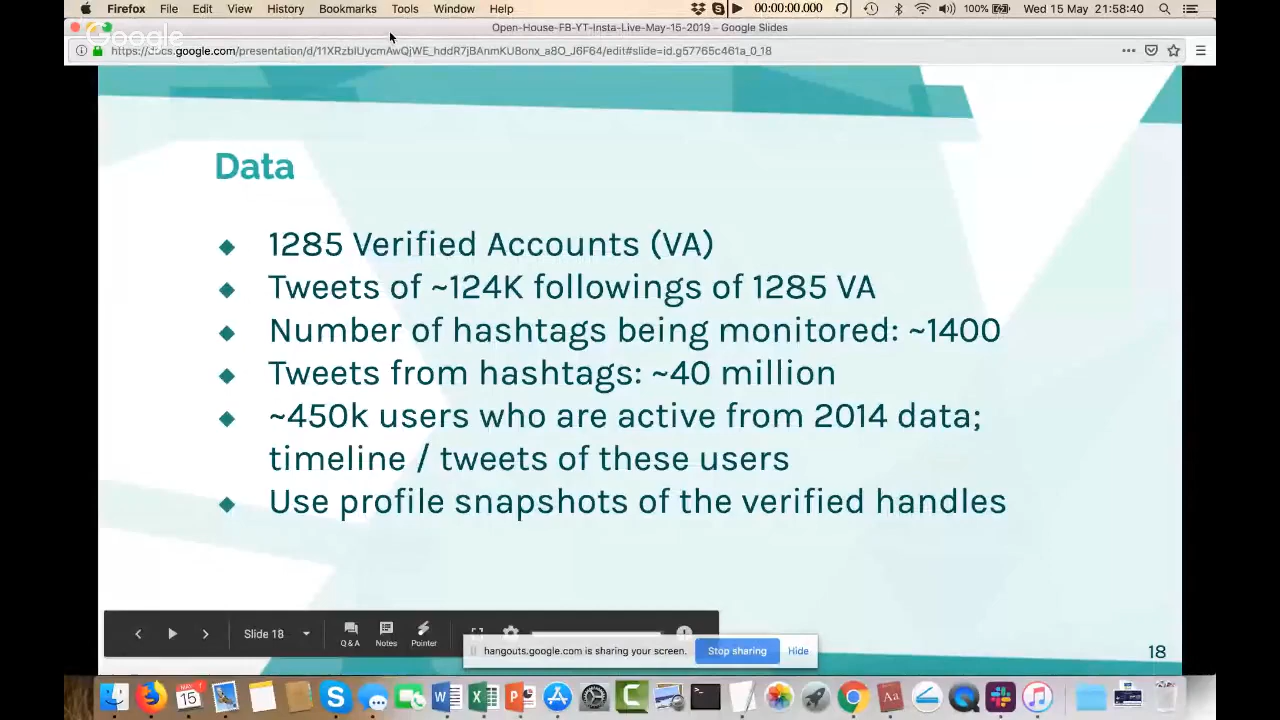 Firefox File Edit View History Bookmarks Tools Window Help 00:00:00.000 100% Wed 15 May 21:58:40
Open-House-FB-YT-Insta-Live-May-15-2019 – Google Slides
Google
Data
1285 Verified Accounts (VA)
Tweets of ~124K followings of 1285 VA
Number of hashtags being monitored: ~1400
Tweets from hashtags: ~40 million
~450k users who are active from 2014 data;
timeline / tweets of these users
Use profile snapshots of the verified handles
Slide 18 Q & A Notes Pointer
hangouts.google.com is sharing your screen. Stop sharing Hide
18